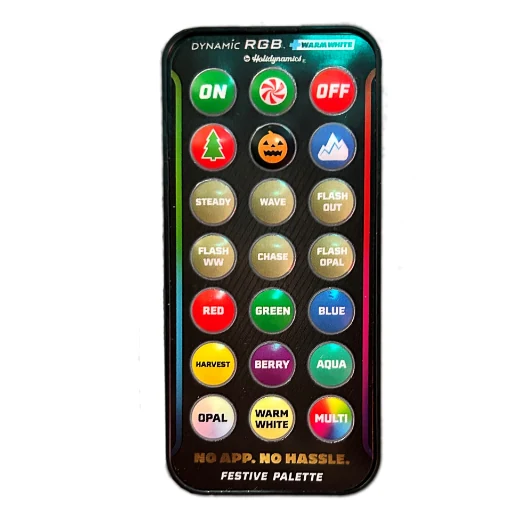 DYNAMIC RGB + WARM WHITE
by Holidynamics
ON OFF
STEADY WAVE FLASH OUT
FLASH WW CHASE FLASH OPAL
RED GREEN BLUE
HARVEST BERRY AQUA
OPAL WARM WHITE MULTI
NO APP. NO HASSLE.
FESTIVE PALETTE